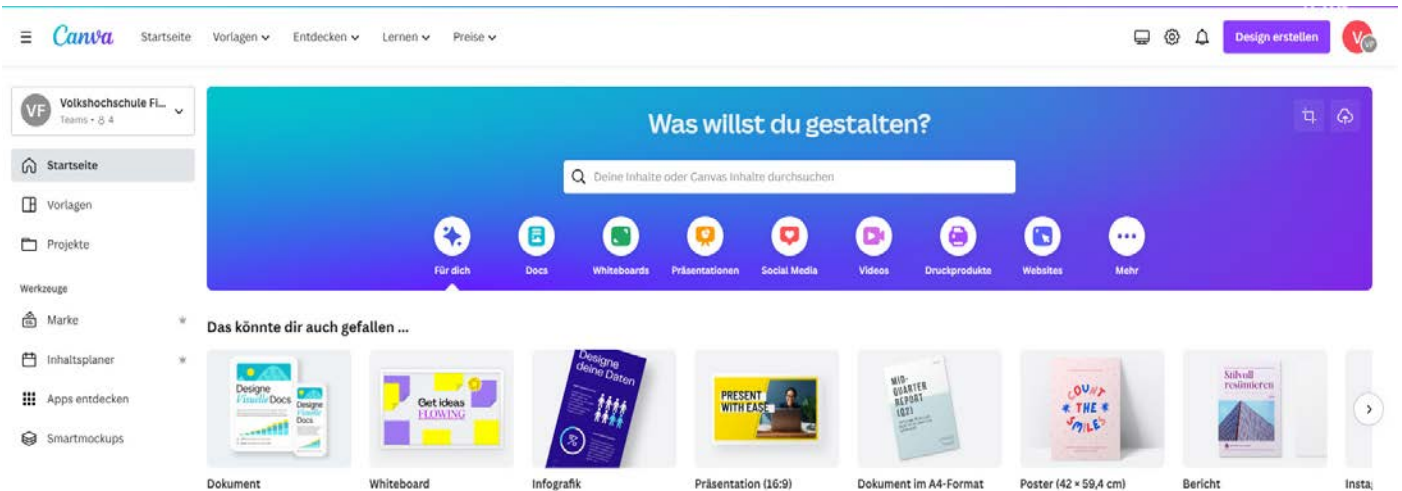 Canva
Startseite
Vorlagen
Entdecken
Lernen
Preise
Design erstellen
VF
Volkshochschule Fi...
Teams • 4
Startseite
Vorlagen
Projekte
Werkzeuge
Marke
Inhaltsplaner
Apps entdecken
Smartmockups
Was willst du gestalten?
Deine Inhalte oder Canvas Inhalte durchsuchen
Für dich
Docs
Whiteboards
Präsentationen
Social Media
Videos
Druckprodukte
Websites
Mehr
Das könnte dir auch gefallen ...
Designe
Visuelle Docs
Designe
Visuelle
Docs
Get ideas
FLOWING
Designe
deine Daten
PRESENT
WITH EASE
MID-
QUARTER
REPORT
(Q2)
COUNT
* THE *
SMILES
Stilvoll
resümieren
Dokument
Whiteboard
Infografik
Präsentation (16:9)
Dokument im A4-Format
Poster (42 × 59,4 cm)
Bericht